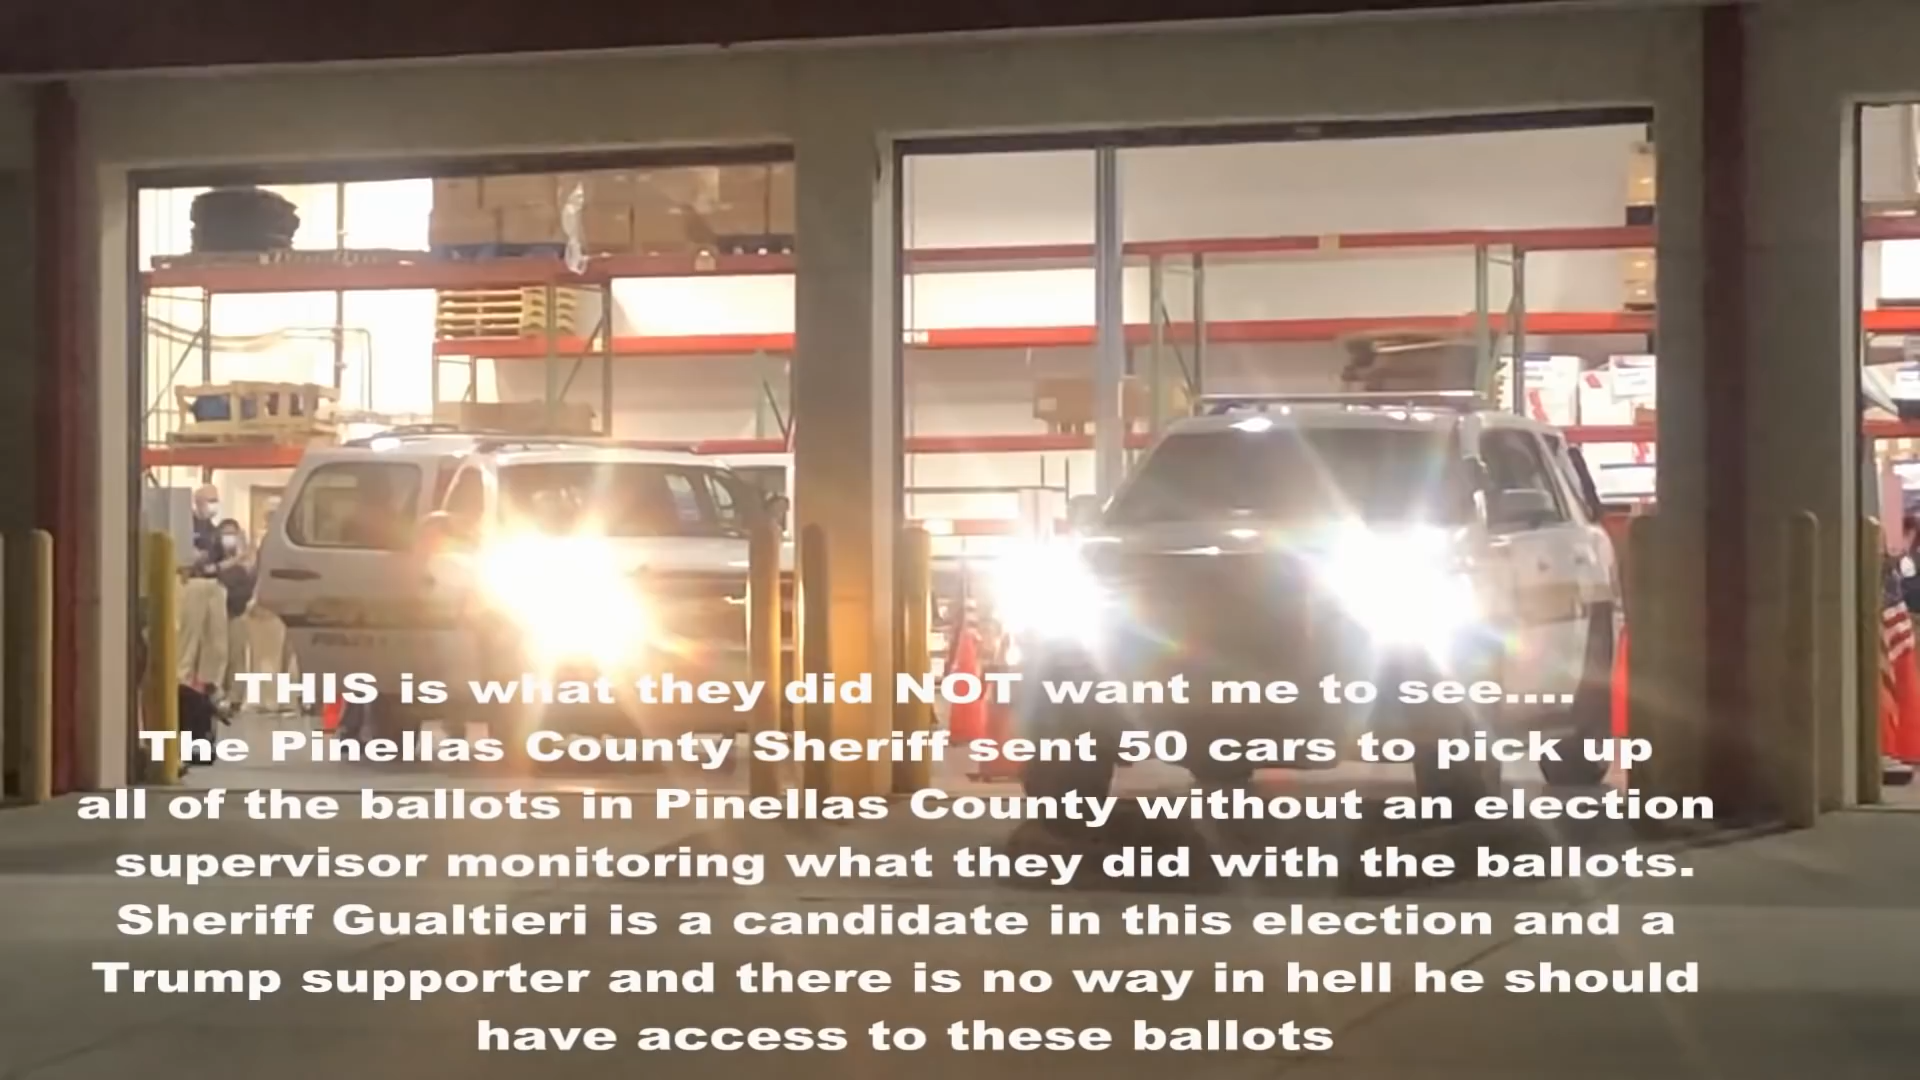 THIS is what they did NOT want me to see....
The Pinellas County Sheriff sent 50 cars to pick up
all of the ballots in Pinellas County without an election
supervisor monitoring what they did with the ballots.
Sheriff Gualtieri is a candidate in this election and a
Trump supporter and there is no way in hell he should
have access to these ballots